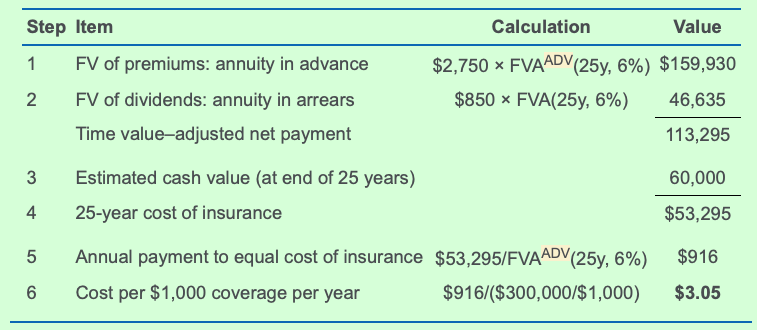 Step Item Calculation Value
1 FV of premiums: annuity in advance $2,750 × FVAᴬᴰⱽ(25y, 6%) $159,930
2 FV of dividends: annuity in arrears $850 × FVA(25y, 6%) 46,635
Time value–adjusted net payment 113,295
3 Estimated cash value (at end of 25 years) 60,000
4 25-year cost of insurance $53,295
5 Annual payment to equal cost of insurance $53,295/FVAᴬᴰⱽ(25y, 6%) $916
6 Cost per $1,000 coverage per year $916/($300,000/$1,000) $3.05